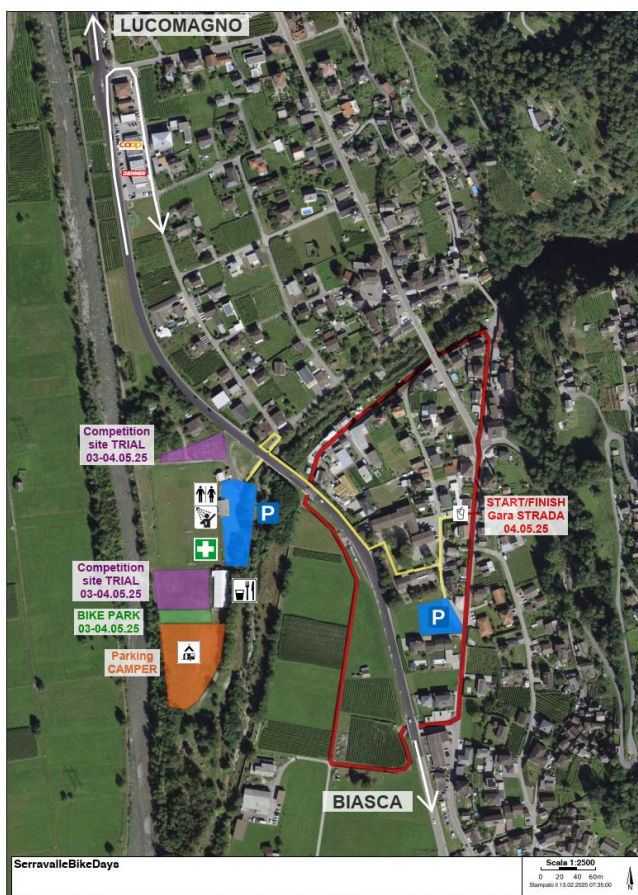 LUCOMAGNO
coop
DENNER
Competition
site TRIAL
03-04.05.25
P
START/FINISH
Gara STRADA
04.05.25
Competition
site TRIAL
03-04.05.25
BIKE PARK
03-04.05.25
P
Parking
CAMPER
BIASCA
SerravalleBikeDays
Scala 1:2500
0 20 40 60m
Stampato il 13.02.2025 07:35:00